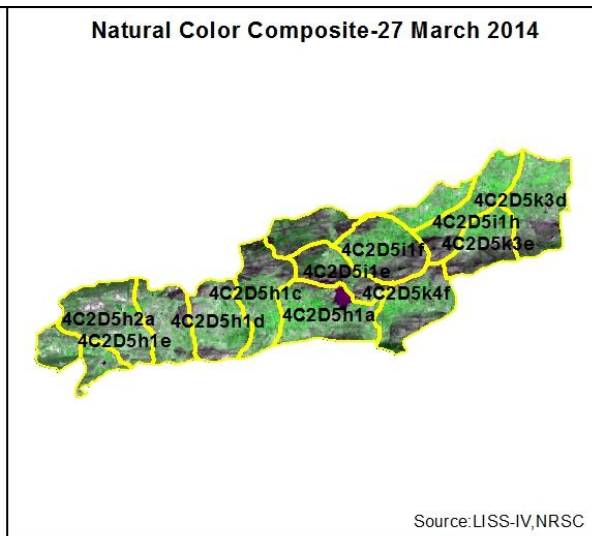 Natural Color Composite-27 March 2014
4C2D5k3d
4C2D5i1h
4C2D5i1f
4C2D5k3e
4C2D5i1e
4C2D5h1c
4C2D5k4f
4C2D5h2a
4C2D5h1d
4C2D5h1a
4C2D5h1e
Source:LISS-IV,NRSC